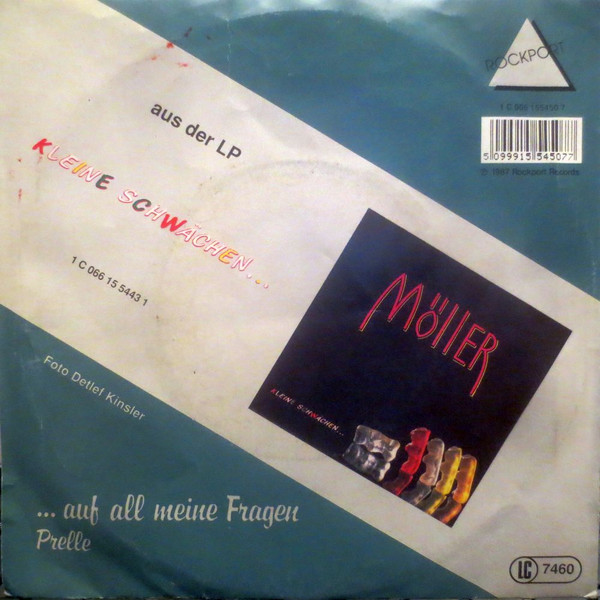 ROCKPORT
1 C 006 155450 7
5 099915 545077
℗ 1987 Rockport Records
aus der LP
KLEINE SCHWÄCHEN...
1 C 066 15 5443 1
MÖLLER
KLEINE SCHWÄCHEN...
Foto Detlef Kinsler
... auf all meine Fragen
Prelle
LC 7460